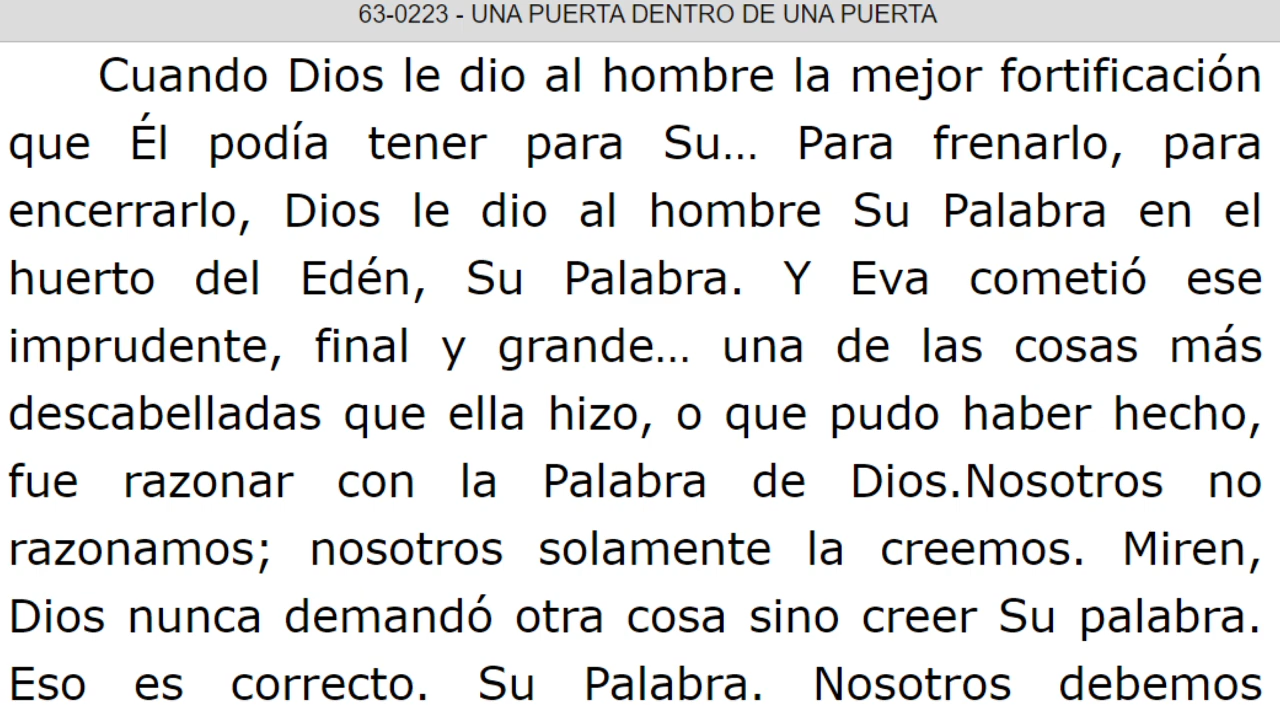 63-0223 - UNA PUERTA DENTRO DE UNA PUERTA
Cuando Dios le dio al hombre la mejor fortificación
que Él podía tener para Su... Para frenarlo, para
encerrarlo, Dios le dio al hombre Su Palabra en el
huerto del Edén, Su Palabra. Y Eva cometió ese
imprudente, final y grande... una de las cosas más
descabelladas que ella hizo, o que pudo haber hecho,
fue razonar con la Palabra de Dios.Nosotros no
razonamos; nosotros solamente la creemos. Miren,
Dios nunca demandó otra cosa sino creer Su palabra.
Eso es correcto. Su Palabra. Nosotros debemos